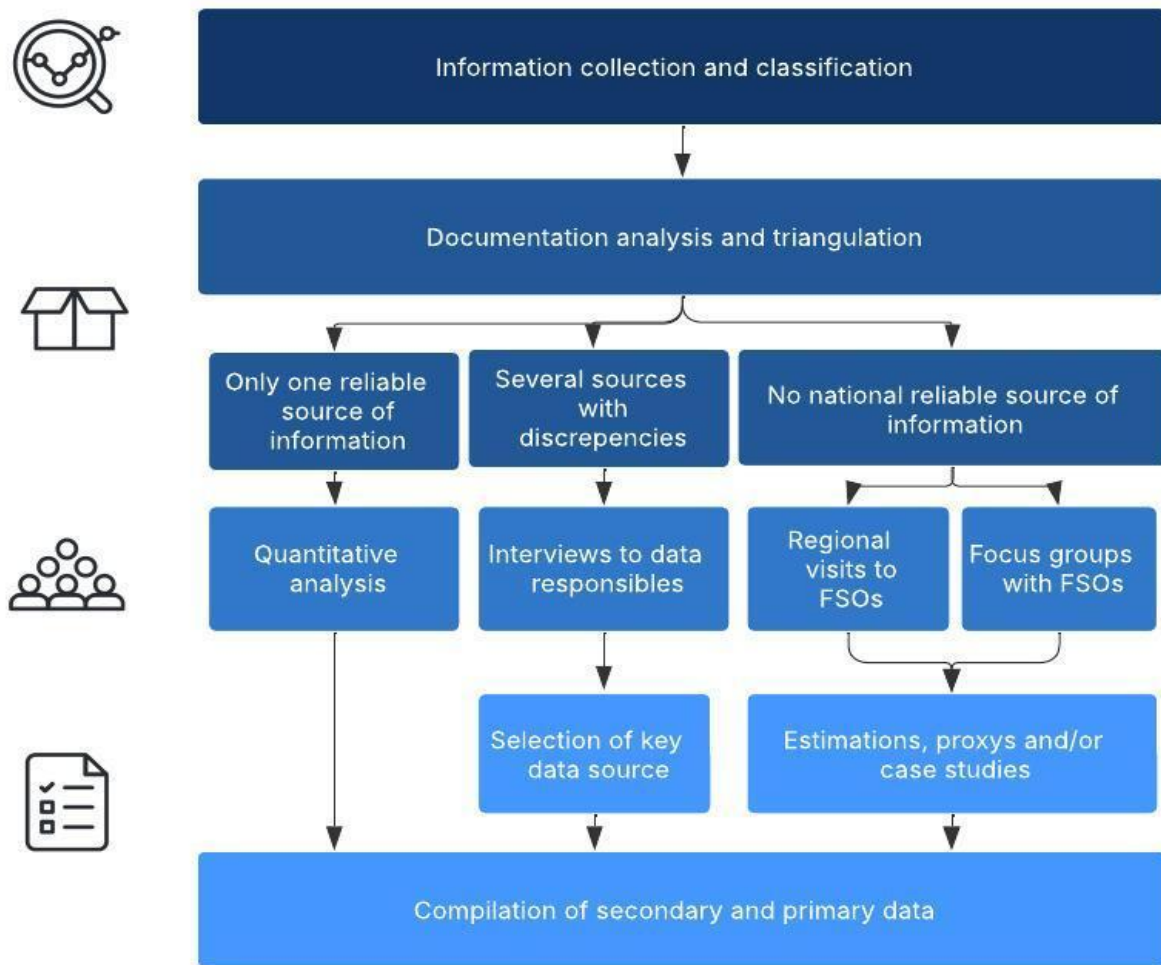 Information collection and classification
Documentation analysis and triangulation
Only one reliable
source of
information
Several sources
with
discrepencies
No national reliable source of
information
Quantitative
analysis
Interviews to data
responsibles
Regional
visits to
FSOs
Focus groups
with FSOs
Selection of key
data source
Estimations, proxys and/or
case studies
Compilation of secondary and primary data